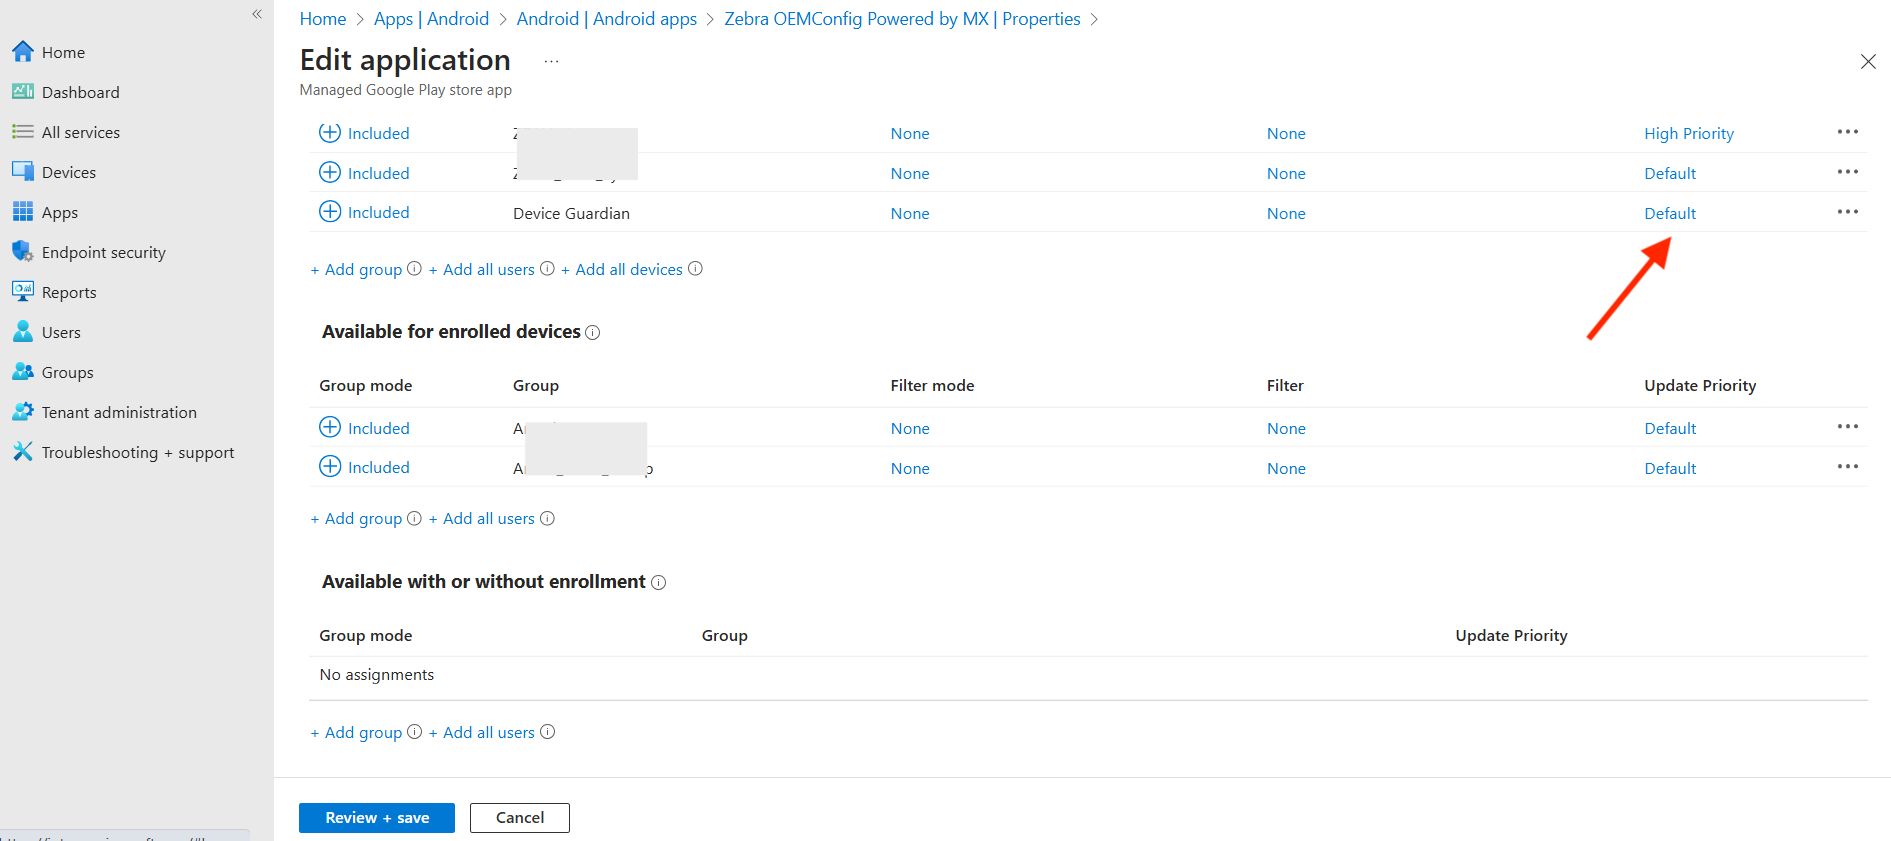 Home > Apps | Android > Android | Android apps > Zebra OEMConfig Powered by MX | Properties >
Edit application ...
Managed Google Play store app
Home
Dashboard
All services
Devices
Apps
Endpoint security
Reports
Users
Groups
Tenant administration
Troubleshooting + support
Included None None High Priority
Included None None Default
Included Device Guardian None None Default
+ Add group + Add all users + Add all devices
Available for enrolled devices
Group mode Group Filter mode Filter Update Priority
Included None None Default
Included None None Default
+ Add group + Add all users
Available with or without enrollment
Group mode Group Update Priority
No assignments
+ Add group + Add all users
Review + save Cancel